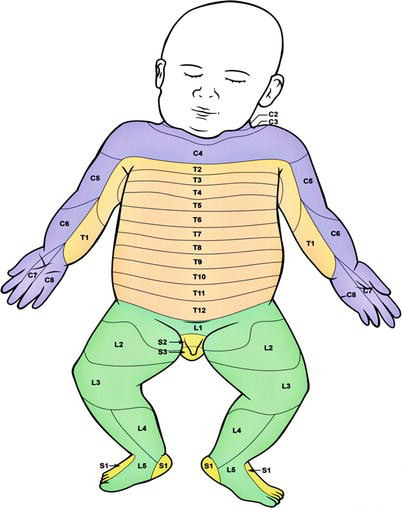 C2
C3
C4
T2
T3
C5 T4 C5
T5
C6 T6 C6
T1 T7 T1
T8
T9
C7 T10 C7
C8 T11 C8
T12
L1
L2 S2 L2
S3
L3 L3
L4 L4
S1 L5 S1 S1 L5 S1